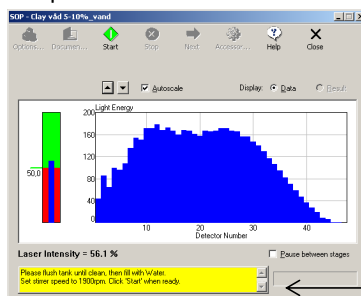 SOP - Clay våd 5-10%_vand
Options... Documen... Start Stop Next Accessor... Help Close
Autoscale Display: Data Result
Light Energy
200
160
120
80
40
0
50,0
10 20 30 40
Detector Number
Laser Intensity = 56.1 %
Pause between stages
Please flush tank until clean, then fill with Water.
Set stirrer speed to 1900rpm. Click 'Start' when ready.